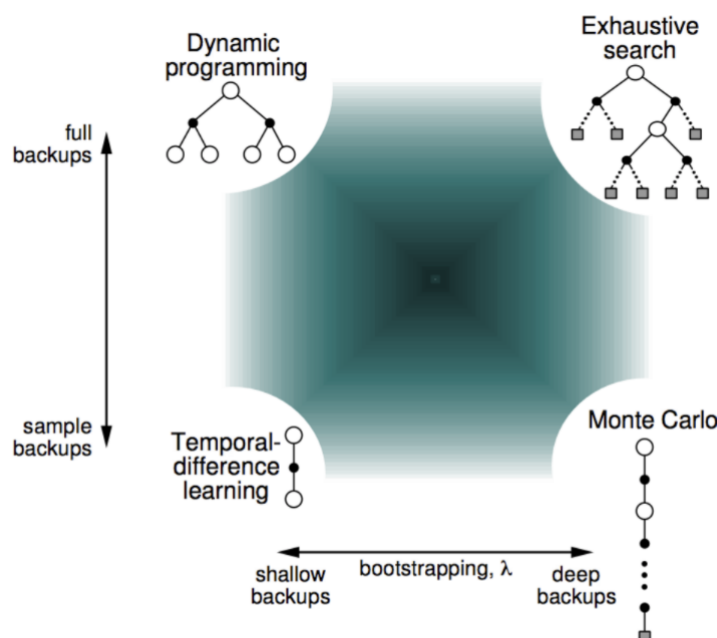 Dynamic
programming
Exhaustive
search
full
backups
sample
backups
Temporal-
difference
learning
Monte Carlo
bootstrapping, λ
shallow
backups
deep
backups